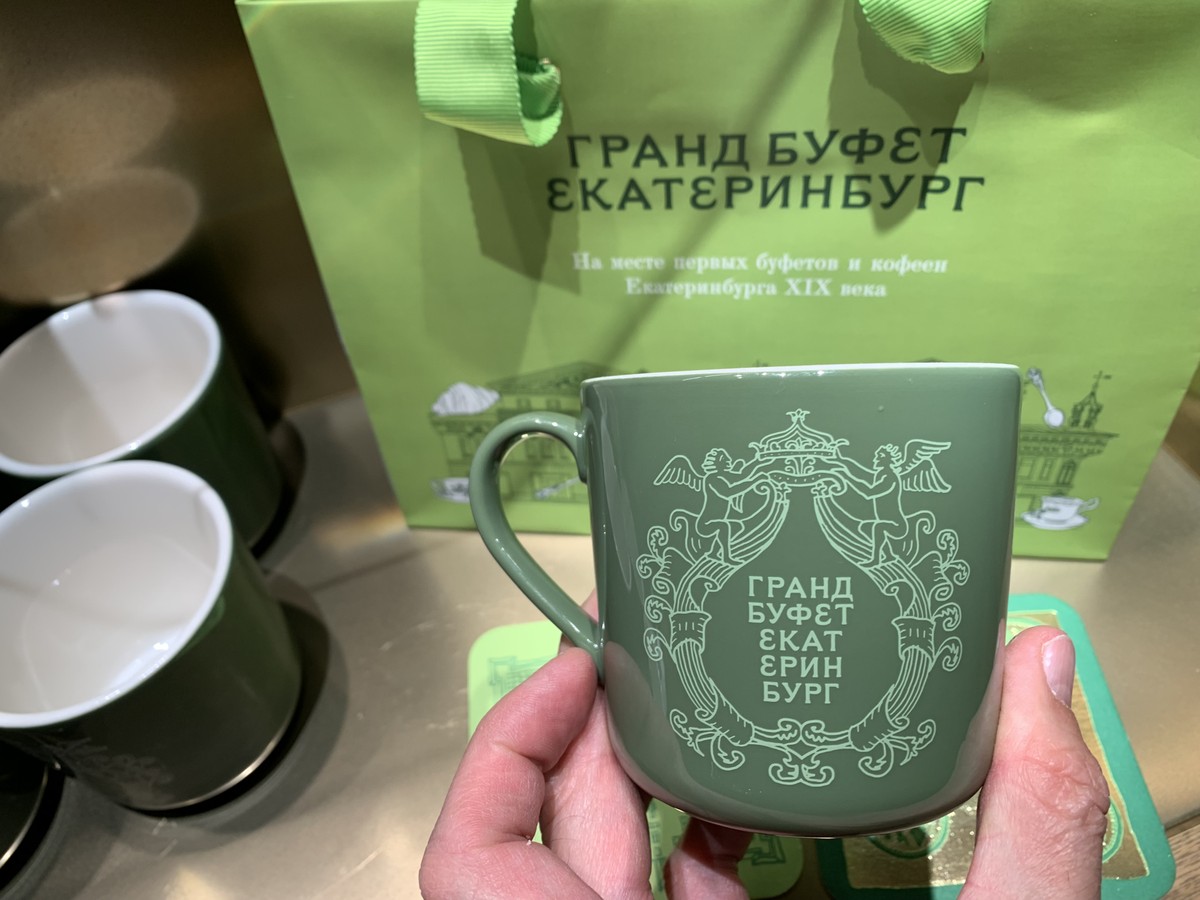 ГРАНД БУФЕТ
ЕКАТЕРИНБУРГ
На месте первых буфетов и кофеен
Екатеринбурга XIX века
ГРАНД
БУФЕТ
ЕКАТ
ЕРИН
БУРГ